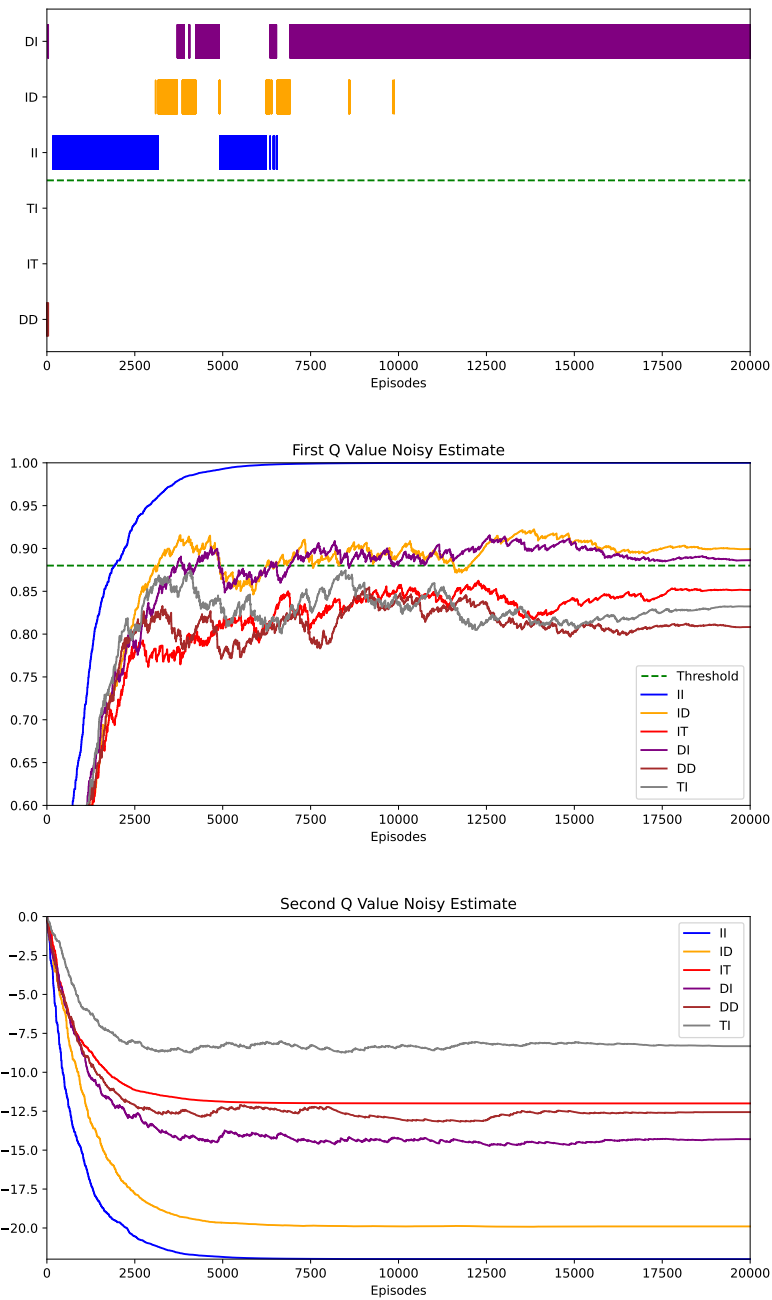 DI
ID
II
TI
IT
DD
0 2500 5000 7500 10000 12500 15000 17500 20000
Episodes
First Q Value Noisy Estimate
1.00
0.95
0.90
0.85
0.80
0.75
0.70
0.65
0.60
Threshold
II
ID
IT
DI
DD
TI
0 2500 5000 7500 10000 12500 15000 17500 20000
Episodes
Second Q Value Noisy Estimate
0.0
−2.5
−5.0
−7.5
−10.0
−12.5
−15.0
−17.5
−20.0
II
ID
IT
DI
DD
TI
0 2500 5000 7500 10000 12500 15000 17500 20000
Episodes